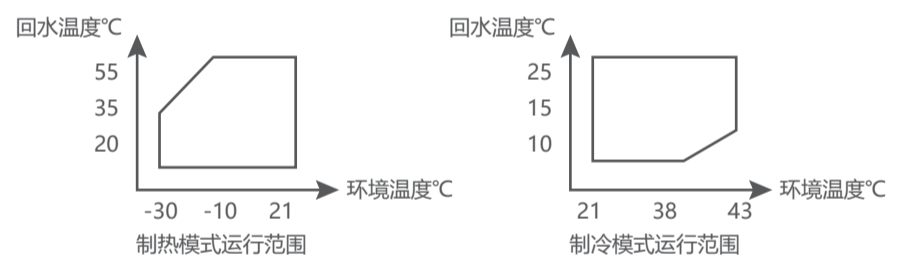 回水温度℃
55
35
20
环境温度℃
-30 -10 21
制热模式运行范围
回水温度℃
25
15
10
环境温度℃
21 38 43
制冷模式运行范围